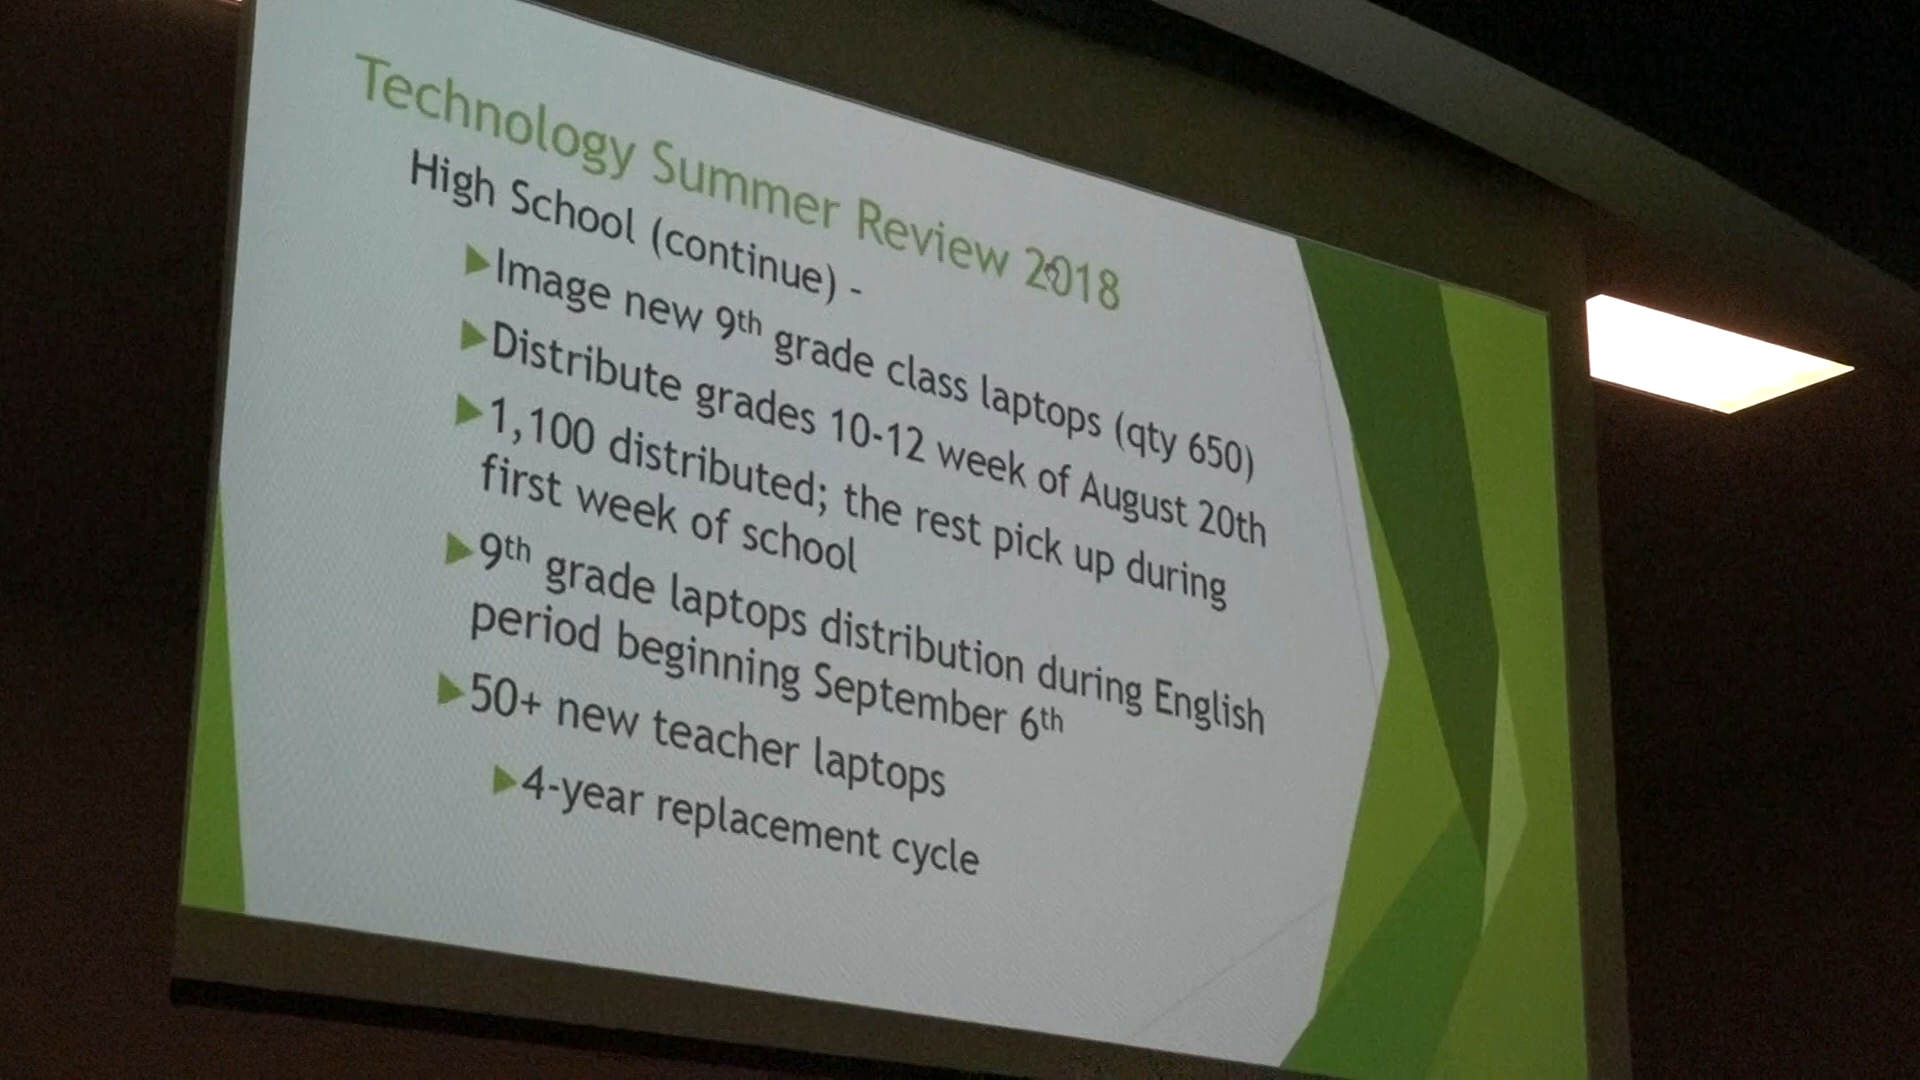 Technology Summer Review 2018
High School (continue) -
Image new 9th grade class laptops (qty 650)
Distribute grades 10-12 week of August 20th
1,100 distributed; the rest pick up during
first week of school
9th grade laptops distribution during English
period beginning September 6th
50+ new teacher laptops
4-year replacement cycle